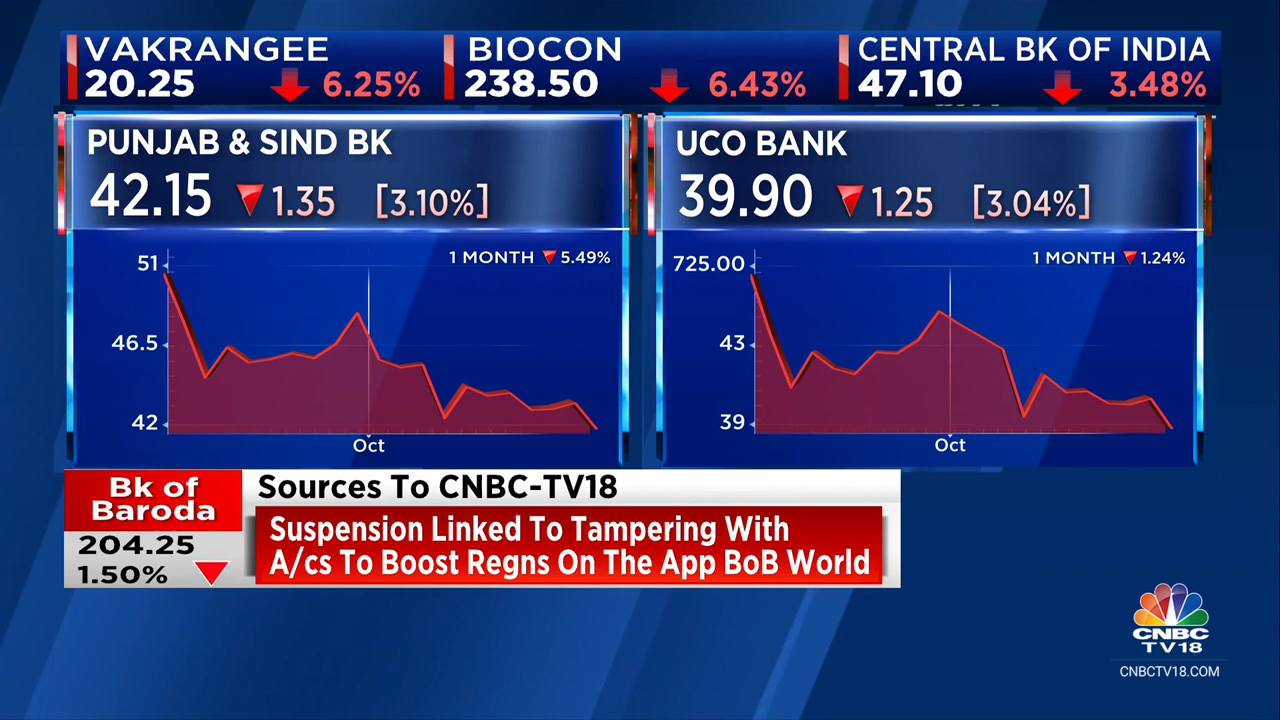 VAKRANGEE
20.25 6.25%
BIOCON
238.50 6.43%
CENTRAL BK OF INDIA
47.10 3.48%
PUNJAB & SIND BK
42.15 1.35 [3.10%]
1 MONTH 5.49%
51
46.5
42
Oct
UCO BANK
39.90 1.25 [3.04%]
1 MONTH 1.24%
725.00
43
39
Oct
Bk of
Baroda
204.25
1.50%
Sources To CNBC-TV18
Suspension Linked To Tampering With
A/cs To Boost Regns On The App BoB World
CNBC
TV18
CNBCTV18.COM